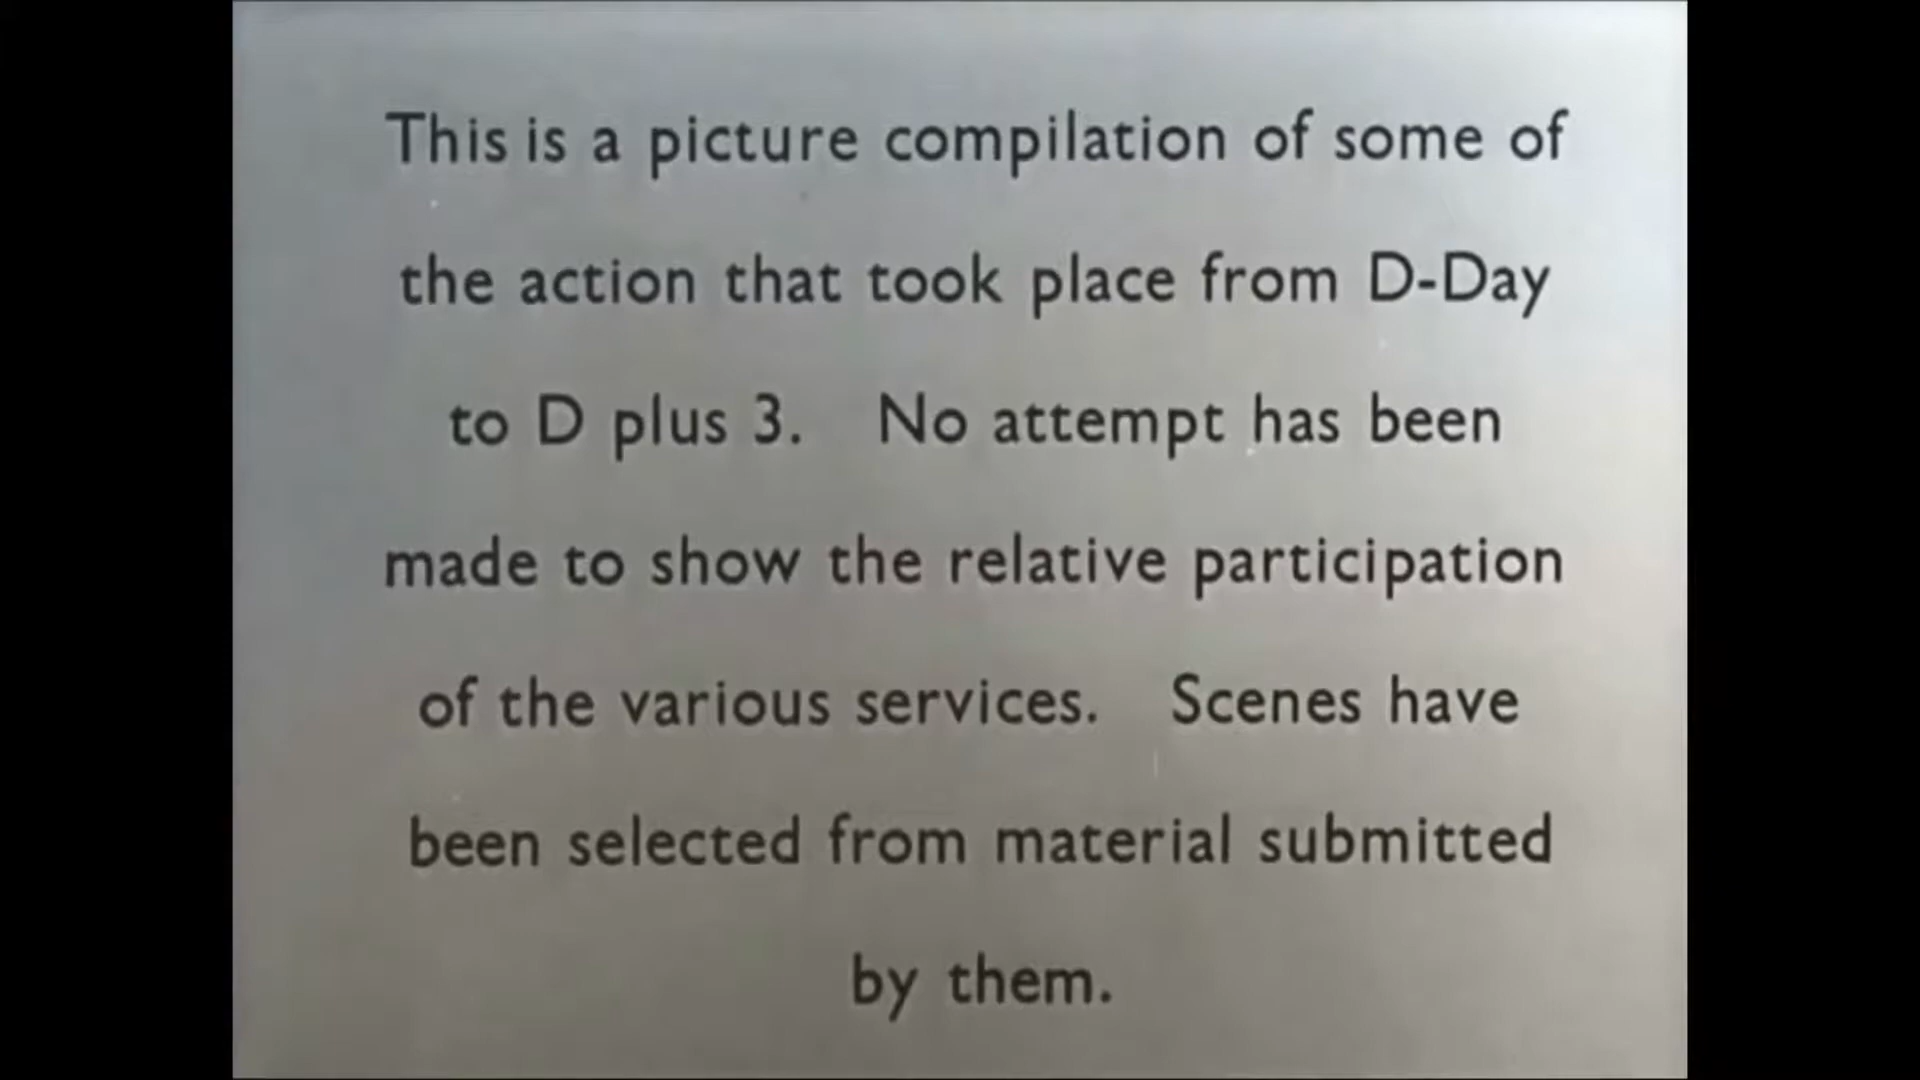 This is a picture compilation of some of
the action that took place from D-Day
to D plus 3. No attempt has been
made to show the relative participation
of the various services. Scenes have
been selected from material submitted
by them.